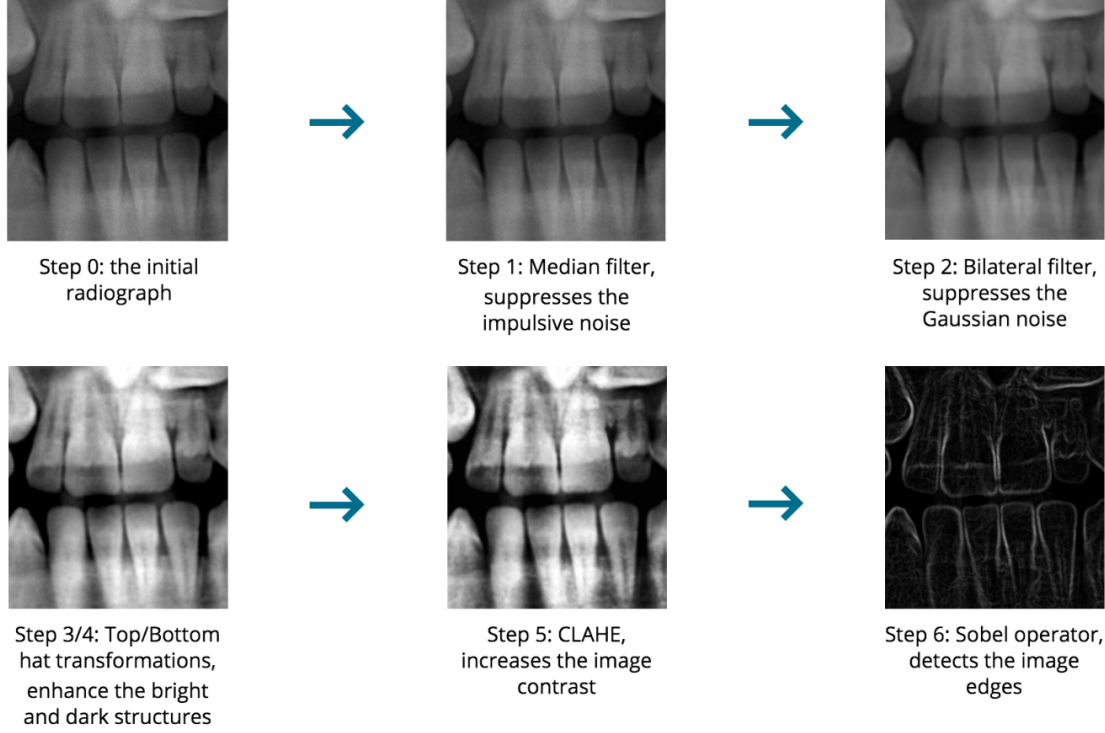 Step 0: the initial
radiograph
Step 1: Median filter,
suppresses the
impulsive noise
Step 2: Bilateral filter,
suppresses the
Gaussian noise
Step 3/4: Top/Bottom
hat transformations,
enhance the bright
and dark structures
Step 5: CLAHE,
increases the image
contrast
Step 6: Sobel operator,
detects the image
edges